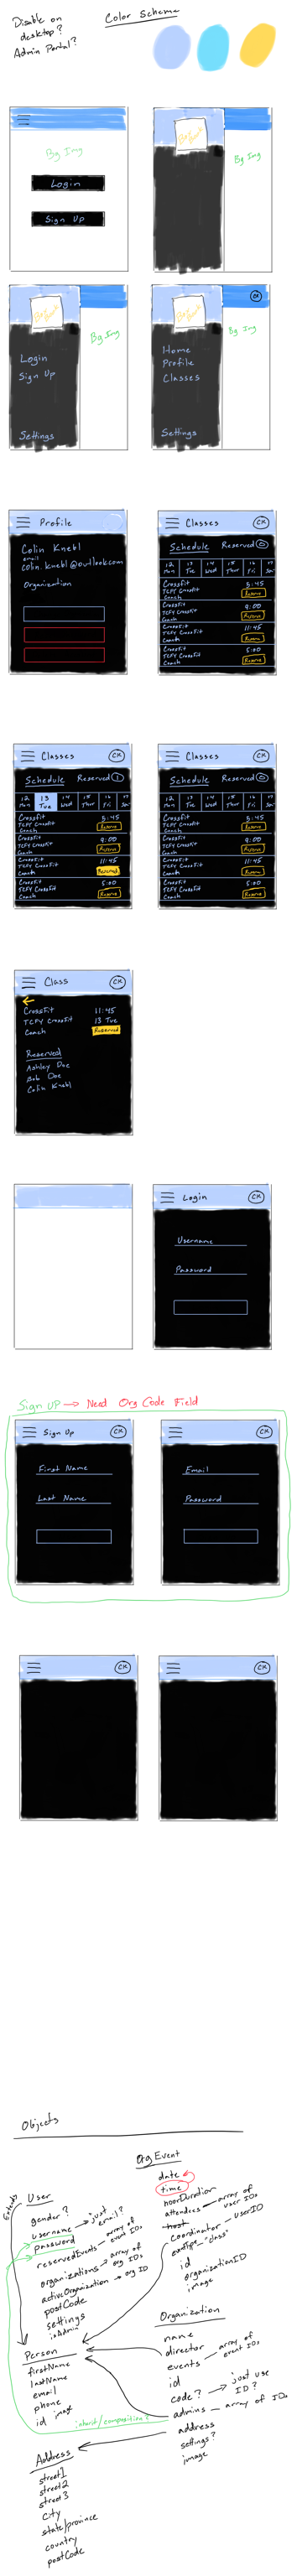 Disable on
desktop?
Admin Portal?
Color Scheme
Bg Img
Login
Sign Up
Bg Img
Login
Sign Up
Settings
Bg Img
CK
Home
Profile
Classes
Settings
Bg Img
Profile
Colin Knebl
email
colin.knebl@outlook.com
Organization
Classes
CK
Schedule Reserved 0
12 13 14 15 16 17
Mon Tue Wed Thur Fri Sa
Crossfit 5:45
TCFY Crossfit
Coach Reserve
Crossfit 9:00
TCFY Crossfit
Coach Reserve
Crossfit 11:45
TCFY Crossfit
Coach Reserve
Crossfit 5:00
TCFY Crossfit
Coach Reserve
Classes
CK
Schedule Reserved 1
12 13 14 15 16 17
Mon Tue Wed Thur Fri Sa
Crossfit 5:45
TCFY Crossfit
Coach Reserve
Crossfit 9:00
TCFY Crossfit
Coach Reserve
Crossfit 11:45
TCFY Crossfit
Coach Reserved
Crossfit 5:00
TCFY Crossfit
Coach Reserve
Classes
CK
Schedule Reserved 0
12 13 14 15 16 17
Mon Tue Wed Thur Fri Sa
Crossfit 5:45
TCFY Crossfit
Coach Reserve
Crossfit 9:00
TCFY Crossfit
Coach Reserve
Crossfit 11:45
TCFY Crossfit
Coach Reserve
Crossfit 5:00
TCFY Crossfit
Coach Reserve
Class
CK
Crossfit 11:45
TCFY Crossfit 13 Tue
Coach Reserved
Reserved
Ashley Doe
Bob Doe
Colin Knebl
Login
CK
Username
Password
Sign UP → Need Org Code Field
Sign Up
CK
First Name
Last Name
CK
Email
Password
CK
CK
Objects
Extends
User
gender?
username → just email?
password
reservedEvents - array of event IDs
organizations → array of org IDs
activeOrganization → org ID
postCode
settings
isAdmin
Person
firstName
lastName
email
phone
id image
inherit/composition?
Address
street1
street2
street3
City
state/province
country
postCode
OrgEvent
date
time
hourDuration
attendees - array of user IDs
host
Coordinator - userID
eventType - "class"
id
organizationID
image
Organization
name
director
events - array of event IDs
id
code? → just use ID?
admins - array of IDs
address
settings?
image